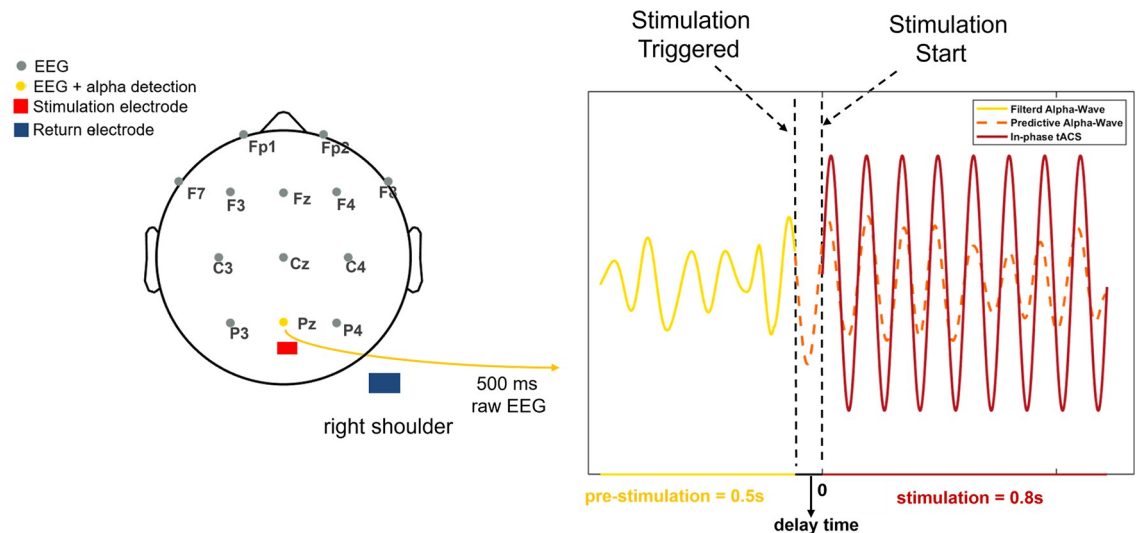 EEG
EEG + alpha detection
Stimulation electrode
Return electrode
Fp1
Fp2
F7
F3
Fz
F4
F8
C3
Cz
C4
P3
Pz
P4
500 ms
raw EEG
right shoulder
Stimulation
Triggered
Stimulation
Start
Filterd Alpha-Wave
Predictive Alpha-Wave
In-phase tACS
pre-stimulation = 0.5s
0
stimulation = 0.8s
delay time